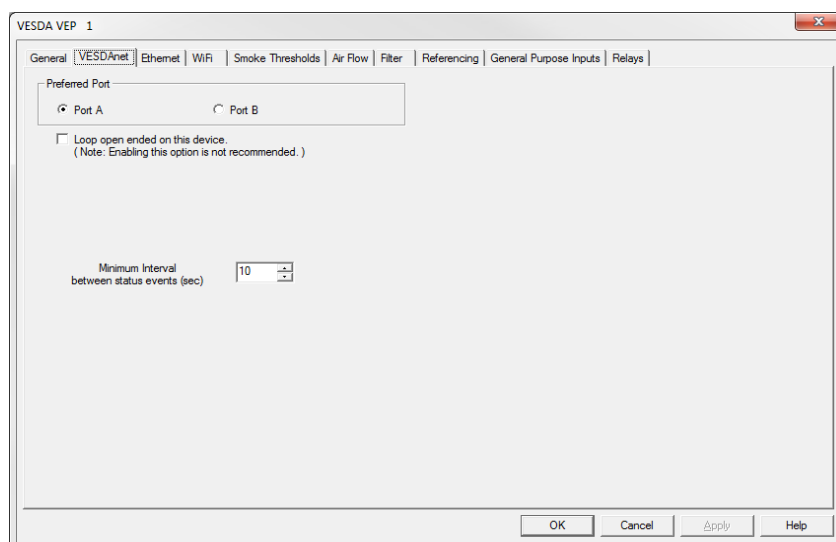 VESDA VEP 1
General VESDAnet Ethernet WiFi Smoke Thresholds Air Flow Filter Referencing General Purpose Inputs Relays
Preferred Port
Port A Port B
Loop open ended on this device.
( Note: Enabling this option is not recommended. )
Minimum Interval
between status events (sec)
10
OK Cancel Apply Help